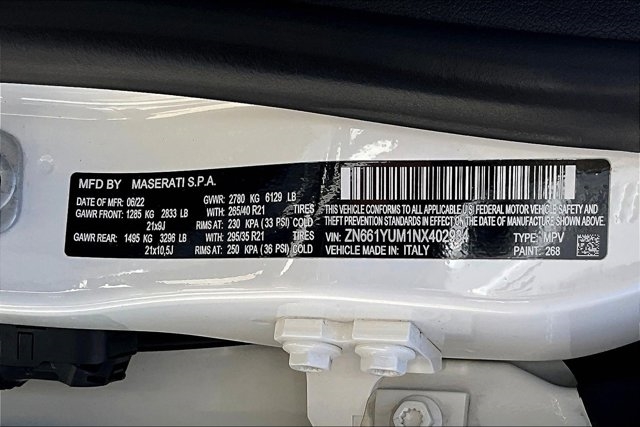 MFD BY MASERATI S.P.A.
DATE OF MFR: 06/22 GVWR: 2780 KG 6129 LB
GAWR FRONT: 1285 KG 2833 LB WITH: 265/40 R21 TIRES
21x9J RIMS AT: 230 KPA (33 PSI) COLD
GAWR REAR: 1495 KG 3296 LB WITH: 295/35 R21 TIRES
21x10,5J RIMS AT: 250 KPA (36 PSI) COLD
THIS VEHICLE CONFORMS TO ALL APPLICABLE U.S. FEDERAL MOTOR VEHICLE SAFETY,
BUMPER, AND THEFT PREVENTION STANDARDS IN EFFECT ON THE DATE OF
MANUFACTURE SHOWN ABOVE.
VIN: TYPE: MPV
VEHICLE MADE IN: ITALY PAINT: 268